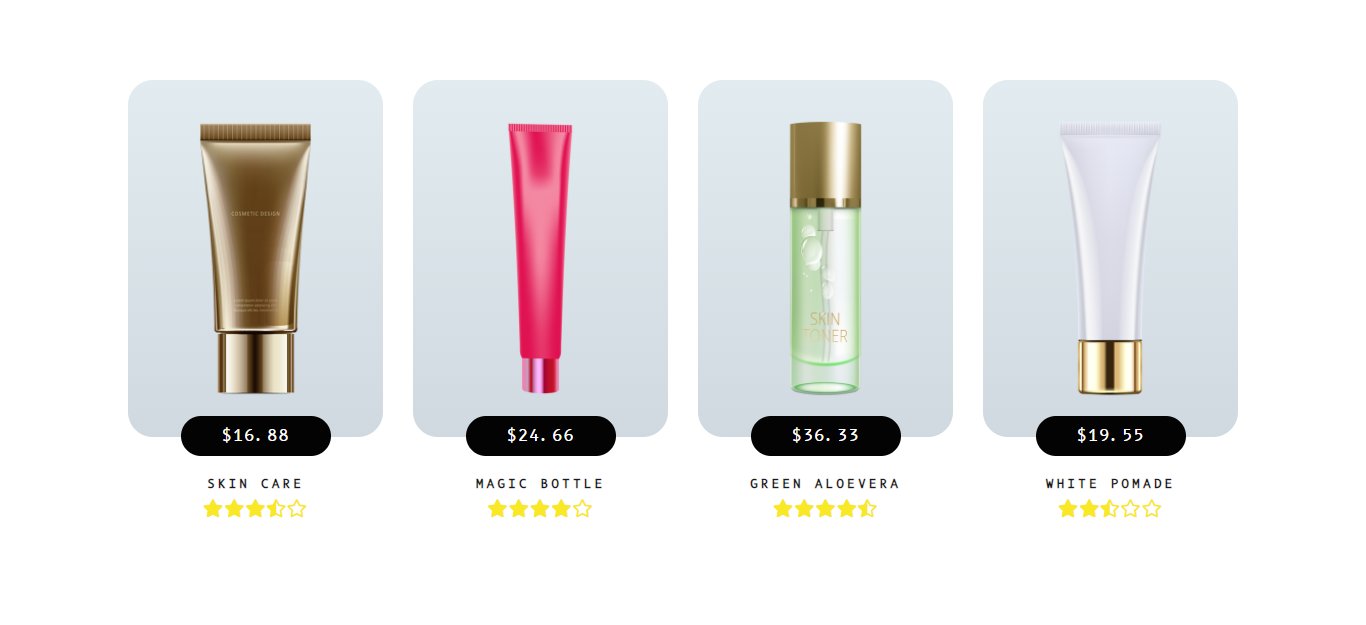 COSMETIC DESIGN
SKIN
TONER
$16.88
$24.66
$36.33
$19.55
SKIN CARE
MAGIC BOTTLE
GREEN ALOEVERA
WHITE POMADE